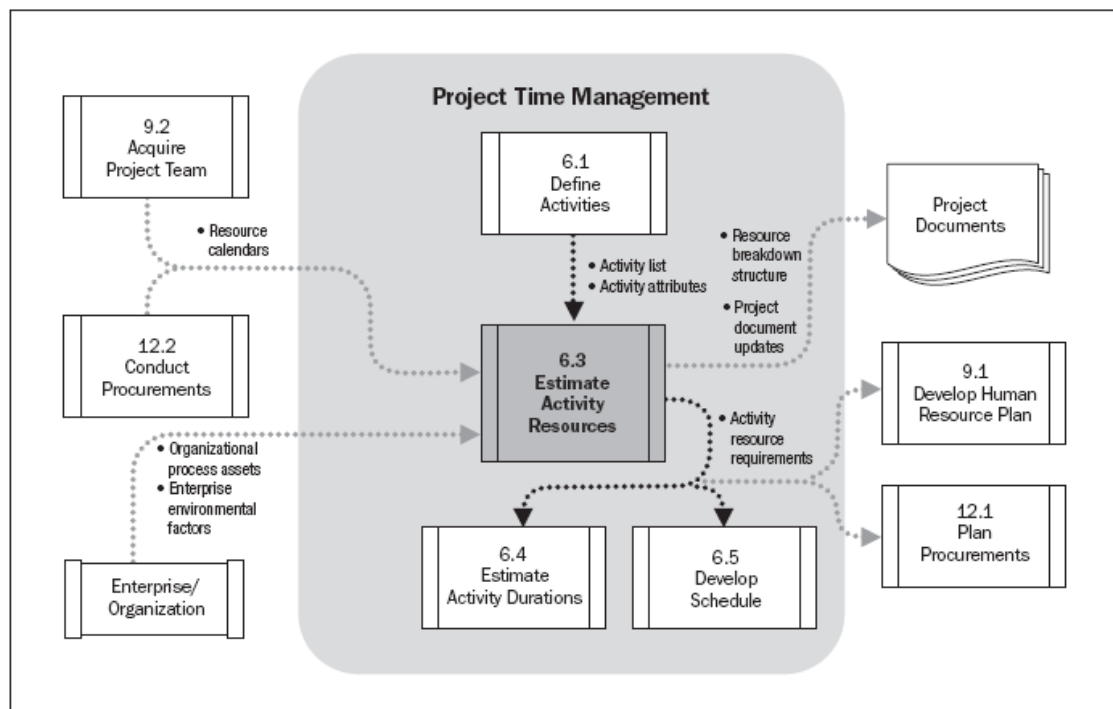 Project Time Management
9.2
Acquire
Project Team
6.1
Define
Activities
Project
Documents
• Resource
calendars
• Resource
breakdown
structure
• Activity list
• Activity attributes
• Project
document
updates
12.2
Conduct
Procurements
6.3
Estimate
Activity
Resources
9.1
Develop Human
Resource Plan
• Activity
resource
requirements
• Organizational
process assets
• Enterprise
environmental
factors
12.1
Plan
Procurements
6.4
Estimate
Activity Durations
6.5
Develop
Schedule
Enterprise/
Organization